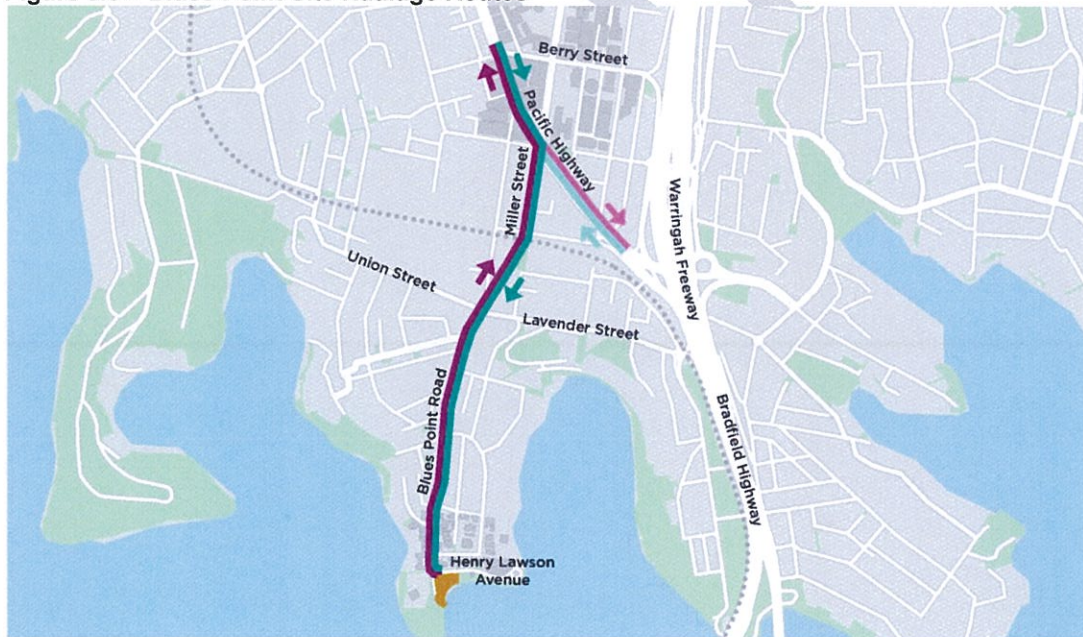 Berry Street
Pacific Highway
Miller Street
Warringah Freeway
Union Street
Lavender Street
Blues Point Road
Bradfield Highway
Henry Lawson
Avenue